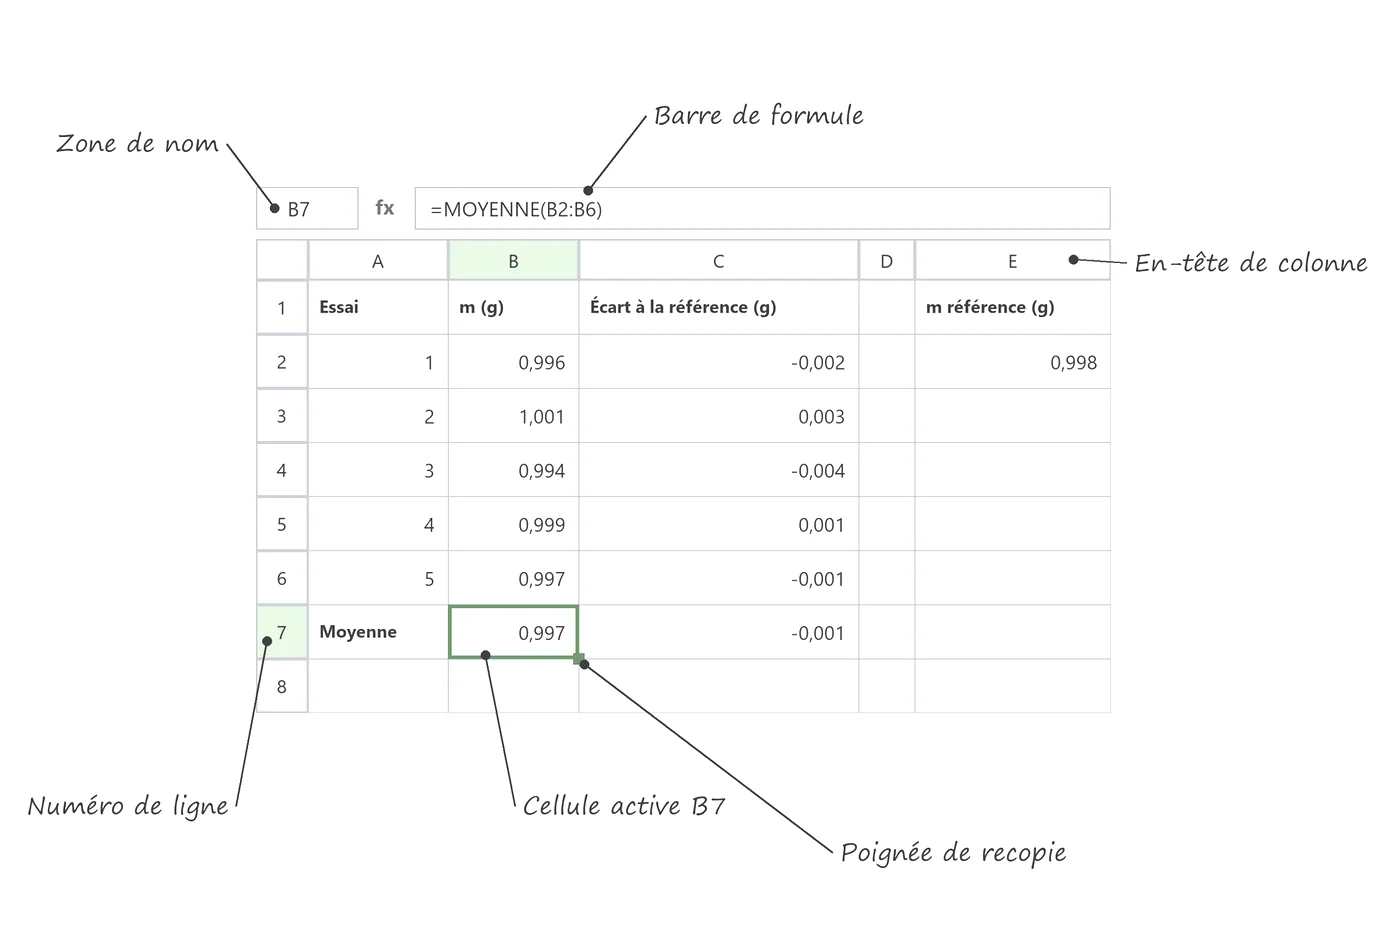 Barre de formule
Zone de nom
B7 fx =MOYENNE(B2:B6)
A B C D E
En-tête de colonne
1 Essai m (g) Écart à la référence (g) m référence (g)
2 1 0,996 -0,002 0,998
3 2 1,001 0,003
4 3 0,994 -0,004
5 4 0,999 0,001
6 5 0,997 -0,001
7 Moyenne 0,997 -0,001
8
Numéro de ligne
Cellule active B7
Poignée de recopie